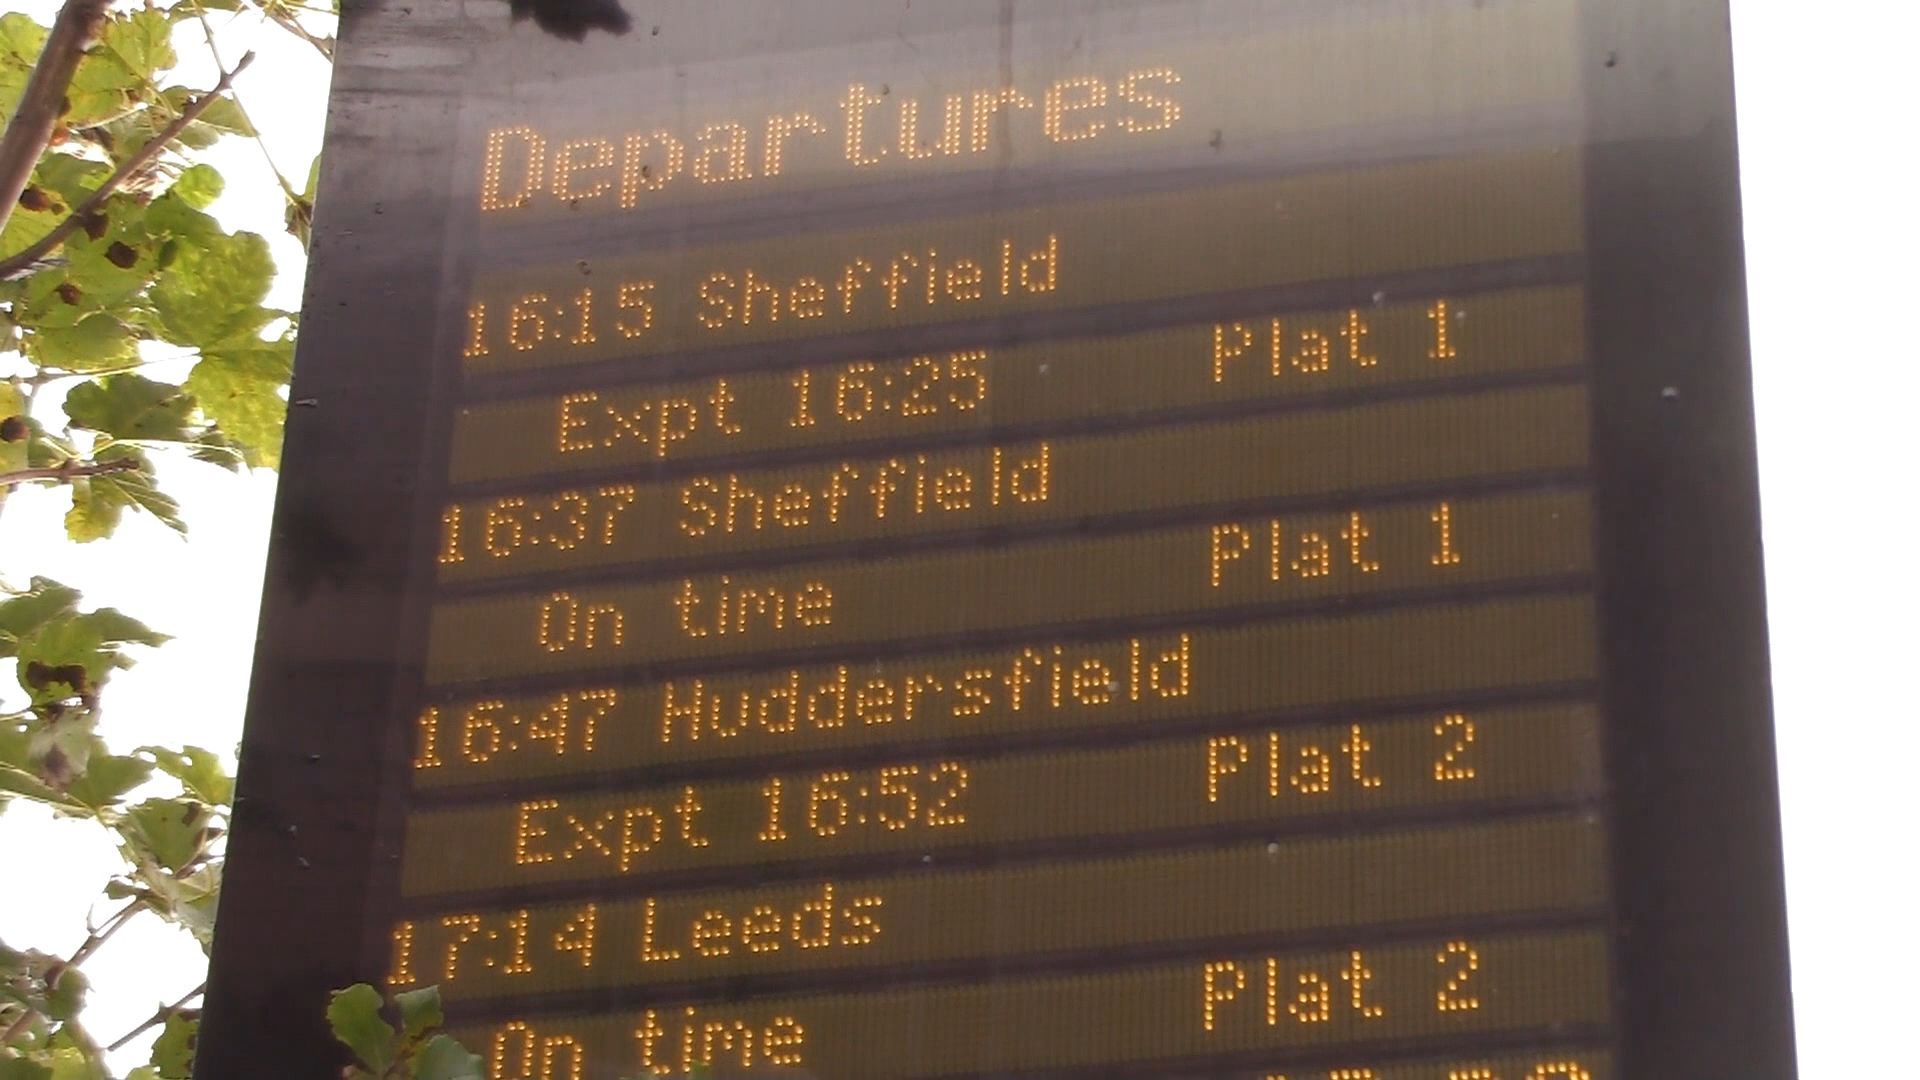 Departures
16:15 Sheffield
Expt 16:25 Plat 1
16:37 Sheffield
On time Plat 1
16:47 Huddersfield
Expt 16:52 Plat 2
17:14 Leeds
On time Plat 2